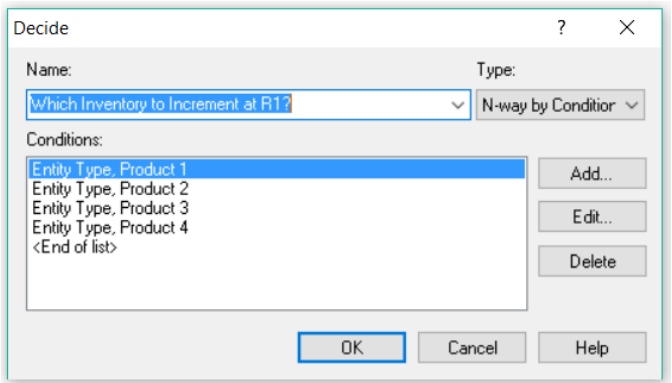 Decide
Name:
Type:
Which Inventory to Increment at R1?
N-way by Condition
Conditions:
Entity Type, Product 1
Entity Type, Product 2
Entity Type, Product 3
Entity Type, Product 4
<End of list>
Add...
Edit...
Delete
OK
Cancel
Help